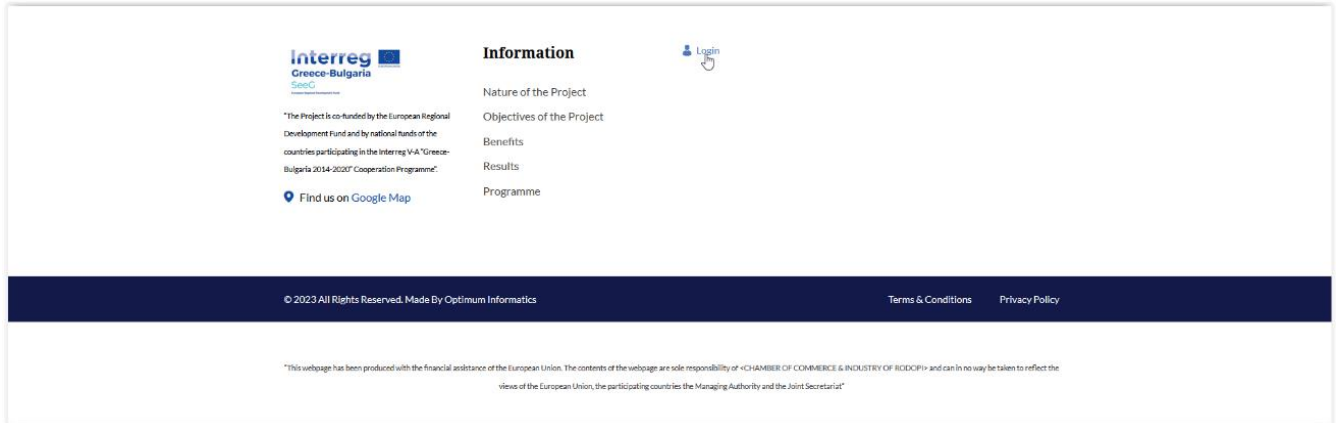 Interreg
Greece-Bulgaria
SeeG
European Regional Development Fund
"The Project is co-funded by the European Regional
Development Fund and by national funds of the
countries participating in the Interreg V-A "Greece-
Bulgaria 2014-2020" Cooperation Programme".
Find us on Google Map
Information
Nature of the Project
Objectives of the Project
Benefits
Results
Programme
Login
© 2023 All Rights Reserved. Made By Optimum Informatics
Terms & Conditions
Privacy Policy
"This webpage has been produced with the financial assistance of the European Union. The contents of the webpage are sole responsibility of <CHAMBER OF COMMERCE & INDUSTRY OF RODOPI> and can in no way be taken to reflect the
views of the European Union, the participating countries the Managing Authority and the Joint Secretariat"